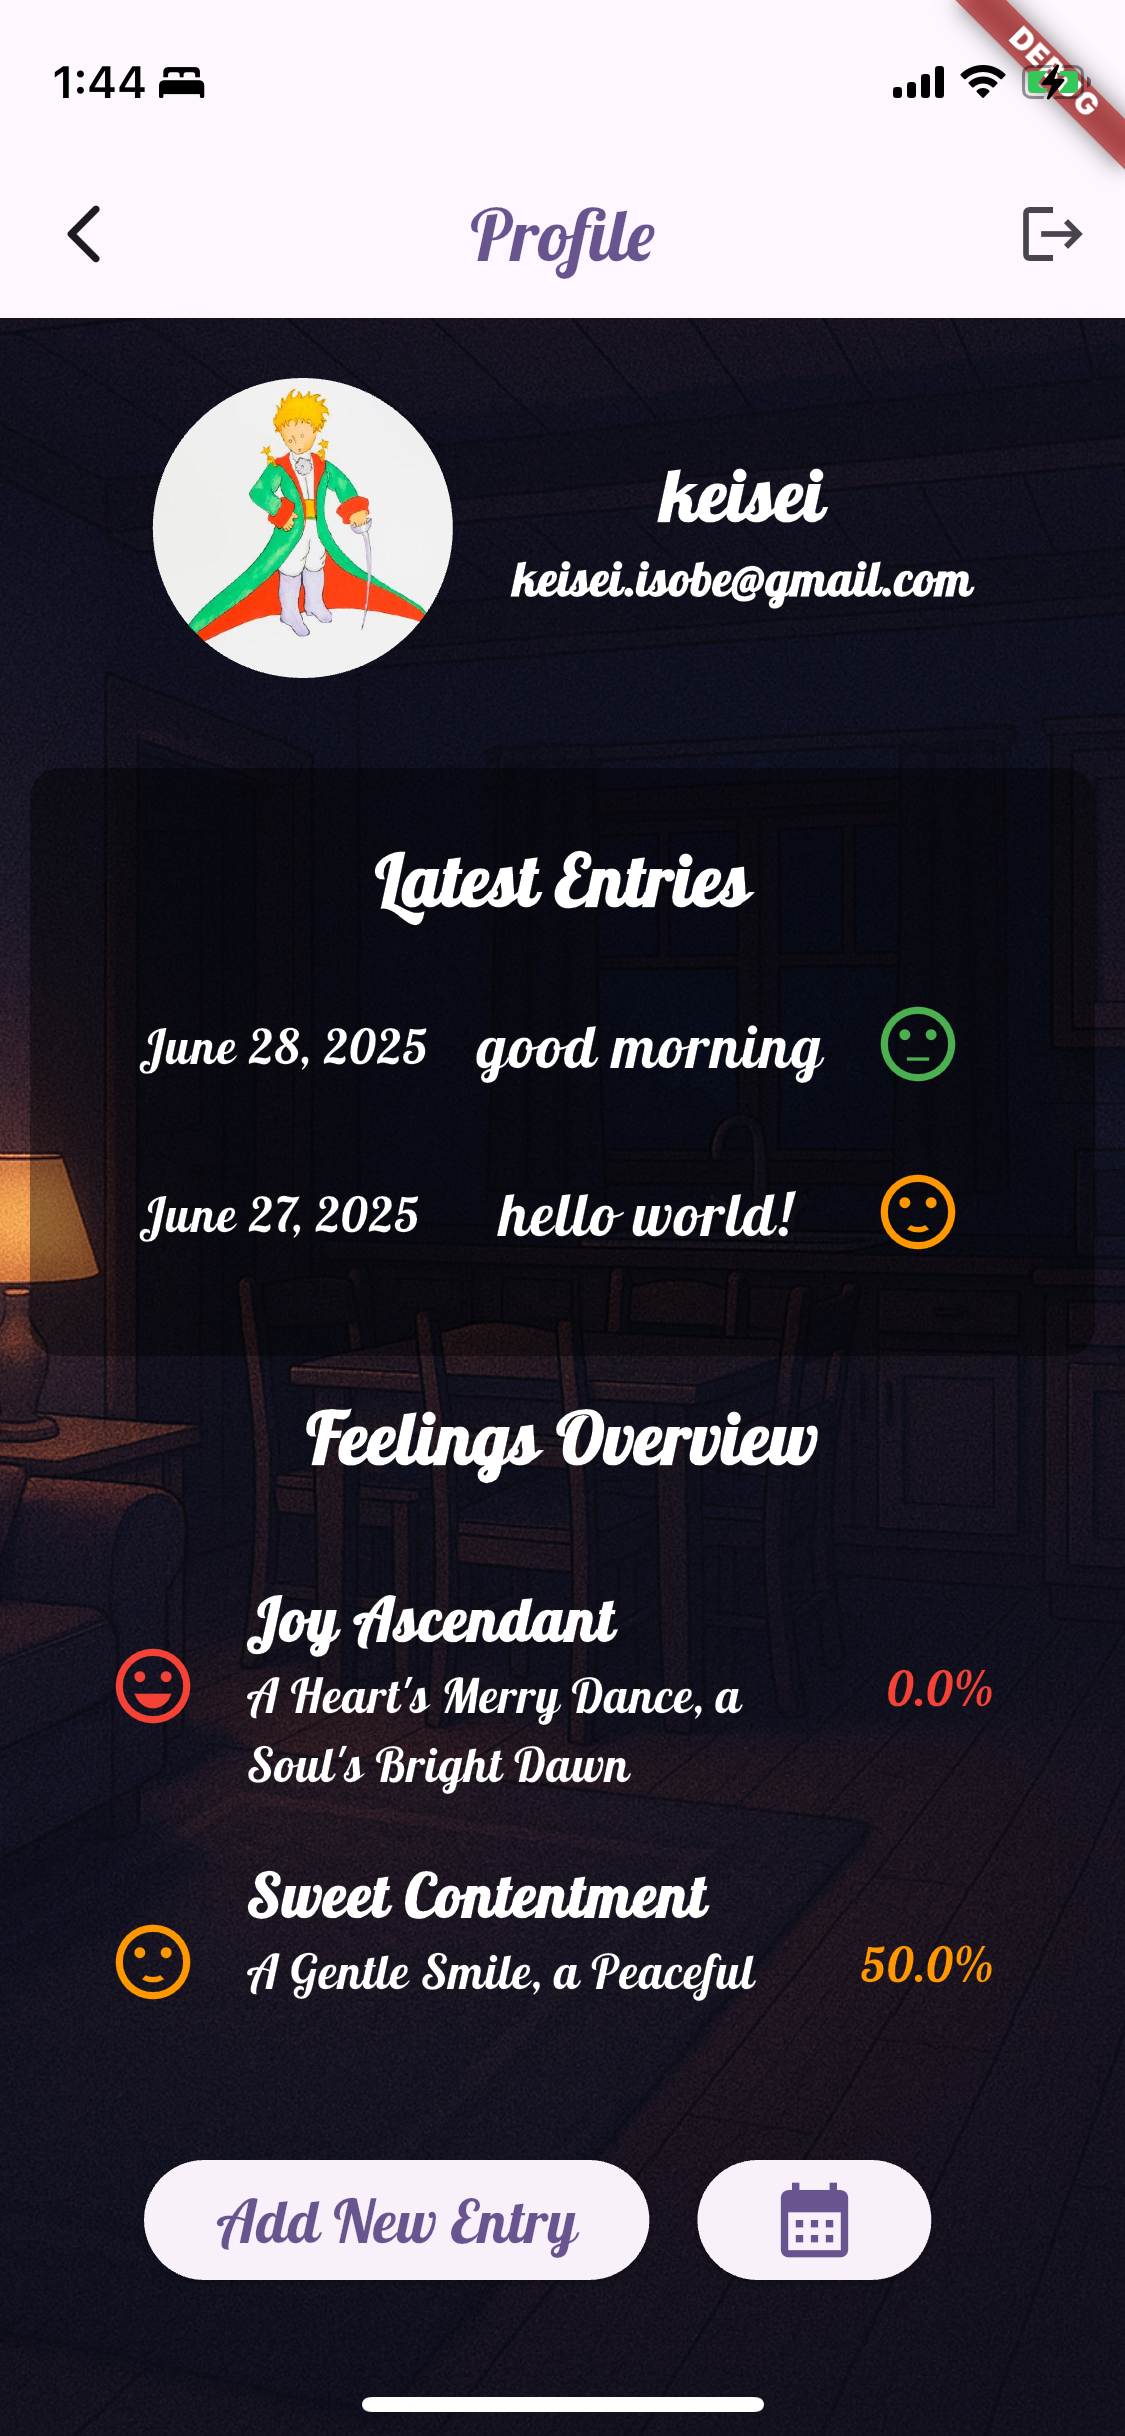 1:44
DEBUG
Profile
keisei
keisei.isobe@gmail.com
Latest Entries
June 28, 2025 good morning
June 27, 2025 hello world!
Feelings Overview
Joy Ascendant
A Heart's Merry Dance, a
Soul's Bright Dawn
0.0%
Sweet Contentment
A Gentle Smile, a Peaceful
50.0%
Add New Entry